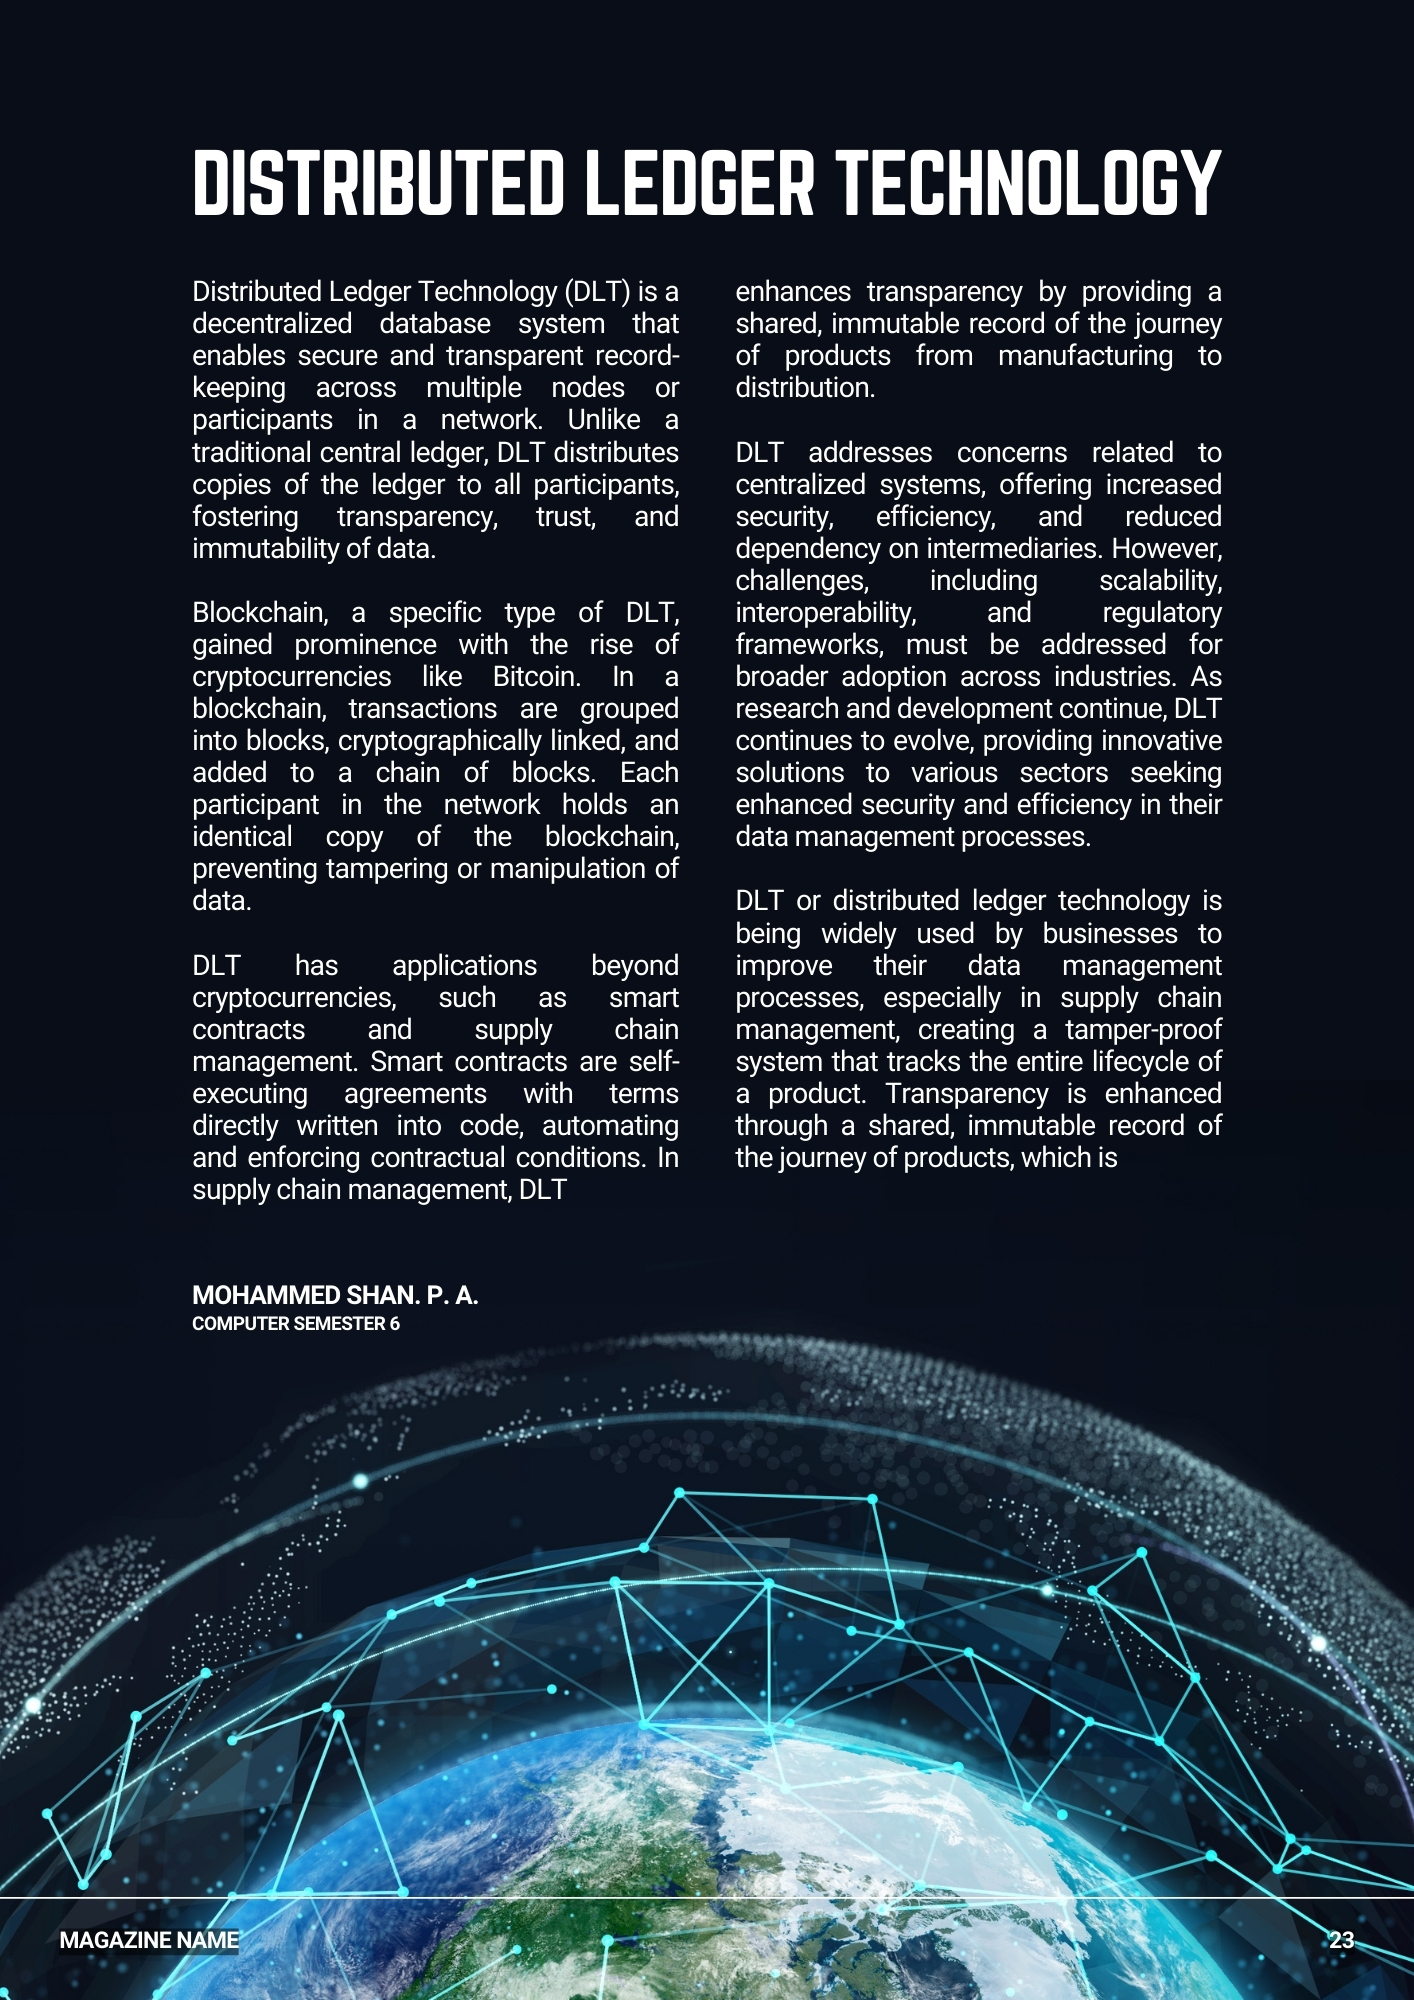 DISTRIBUTED LEDGER TECHNOLOGY
Distributed Ledger Technology (DLT) is a
decentralized database system that
enables secure and transparent record-
keeping across multiple nodes or
participants in a network. Unlike a
traditional central ledger, DLT distributes
copies of the ledger to all participants,
fostering transparency, trust, and
immutability of data.
Blockchain, a specific type of DLT,
gained prominence with the rise of
cryptocurrencies like Bitcoin. In a
blockchain, transactions are grouped
into blocks, cryptographically linked, and
added to a chain of blocks. Each
participant in the network holds an
identical copy of the blockchain,
preventing tampering or manipulation of
data.
DLT has applications beyond
cryptocurrencies, such as smart
contracts and supply chain
management. Smart contracts are self-
executing agreements with terms
directly written into code, automating
and enforcing contractual conditions. In
supply chain management, DLT
enhances transparency by providing a
shared, immutable record of the journey
of products from manufacturing to
distribution.
DLT addresses concerns related to
centralized systems, offering increased
security, efficiency, and reduced
dependency on intermediaries. However,
challenges, including scalability,
interoperability, and regulatory
frameworks, must be addressed for
broader adoption across industries. As
research and development continue, DLT
continues to evolve, providing innovative
solutions to various sectors seeking
enhanced security and efficiency in their
data management processes.
DLT or distributed ledger technology is
being widely used by businesses to
improve their data management
processes, especially in supply chain
management, creating a tamper-proof
system that tracks the entire lifecycle of
a product. Transparency is enhanced
through a shared, immutable record of
the journey of products, which is
MOHAMMED SHAN. P. A.
COMPUTER SEMESTER 6
MAGAZINE NAME
23